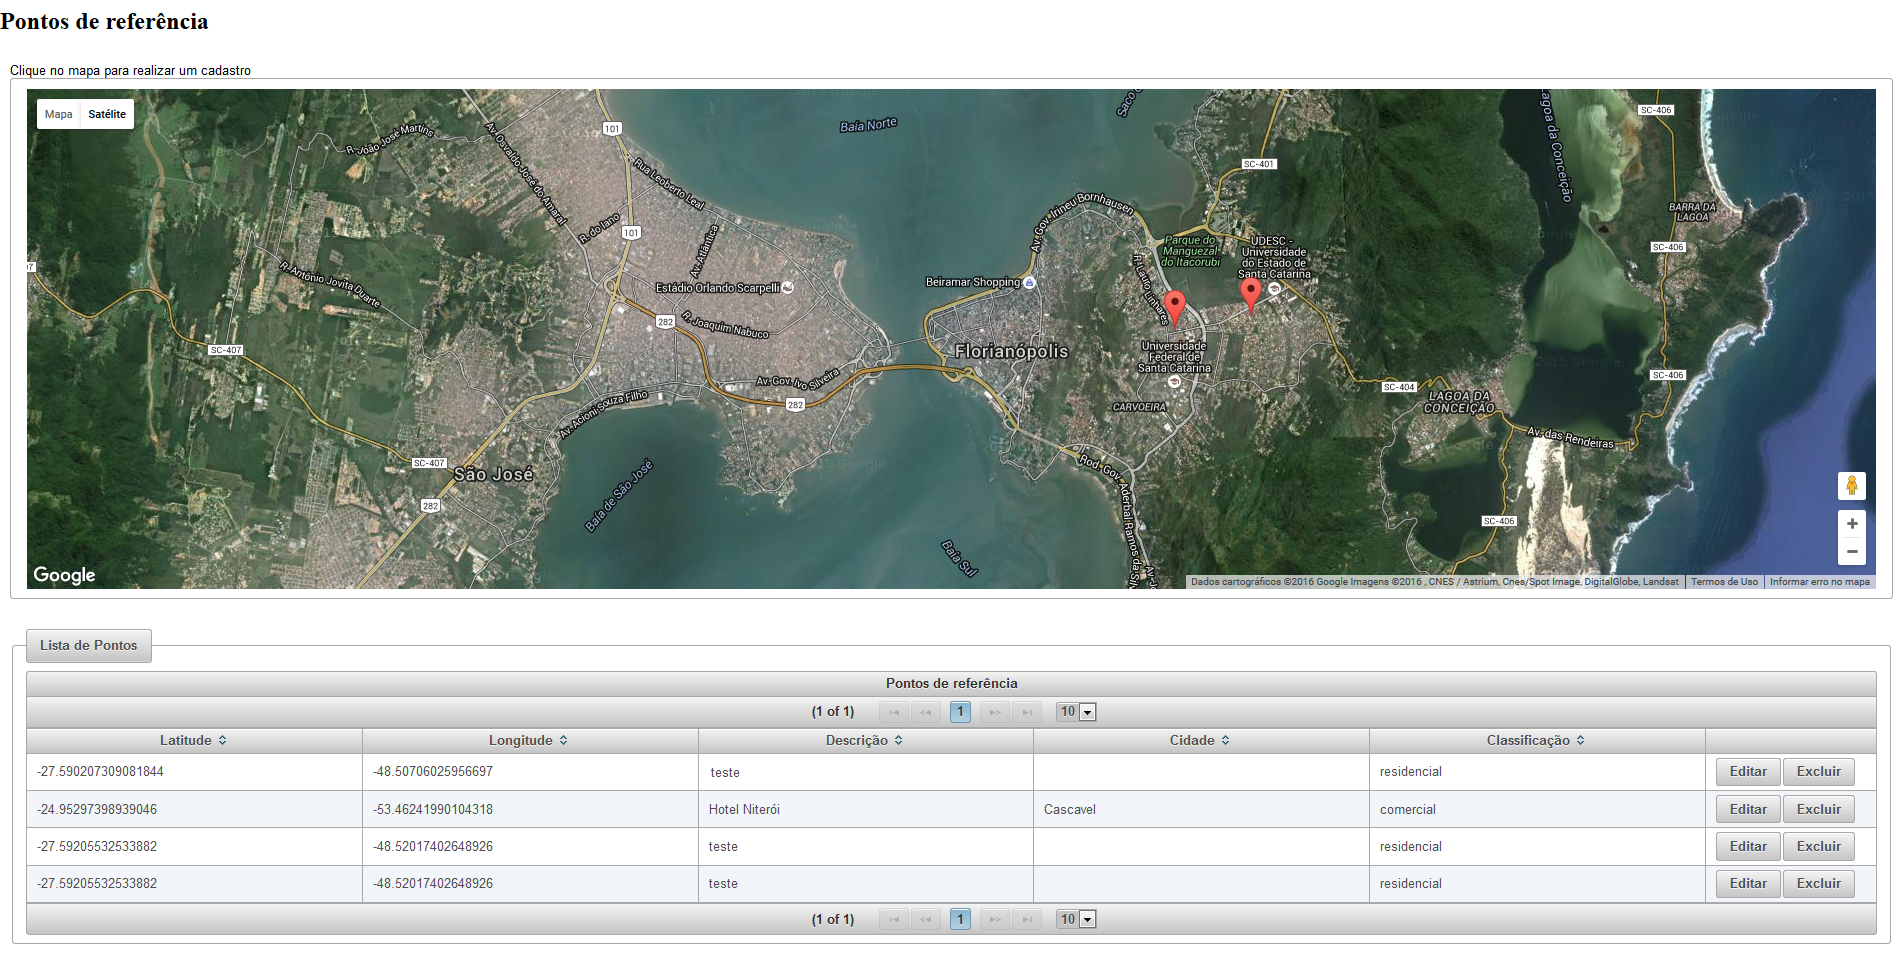 Pontos de referência
Clique no mapa para realizar um cadastro
Mapa Satélite
R. João José Martins
Av. Osvaldo José do Amaral
101
Rua Leoberto Leal
Baía Norte
Lagoa da Conceição
SC-406
SC-401
R. do Iano
101
Av. Atlântica
Av. Gov. Irineu Bornhausen
BARRA DA
LAGOA
Parque do
Manguezal
do Itacorubi
UDESC -
Universidade
do Estado de
Santa Catarina
SC-406
R. Antônio Jovita Duarte
Estádio Orlando Scarpelli
Beiramar Shopping
R. Lauro Linhares
282
R. Joaquim Nabuco
SC-407
Florianópolis
Universidade
Federal de
Santa Catarina
Av. Gov. Ivo Silveira
282
Av. Acioni Souza Filho
CARVOEIRA
SC-404
SC-406
LAGOA DA
CONCEIÇÃO
Av. das Rendeiras
SC-407
São José
282
Baía de São José
Rod. Gov. Aderbal Ramos da
SC-406
Baía Sul
Google
Dados cartográficos ©2016 Google Imagens ©2016 , CNES / Astrium, Cnes/Spot Image, DigitalGlobe, Landsat Termos de Uso Informar erro no mapa
Lista de Pontos
Pontos de referência
(1 of 1) 1 10
Latitude Longitude Descrição Cidade Classificação
-27.590207309081844 -48.50706025956697 teste residencial Editar Excluir
-24.95297398939046 -53.46241990104318 Hotel Niterói Cascavel comercial Editar Excluir
-27.59205532533882 -48.52017402648926 teste residencial Editar Excluir
-27.59205532533882 -48.52017402648926 teste residencial Editar Excluir
(1 of 1) 1 10